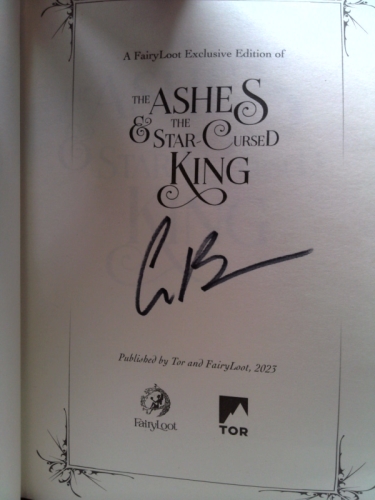 A FairyLoot Exclusive Edition of
THE ASHES
& THE
STAR-CURSED
KING
Published by Tor and FairyLoot, 2023
FairyLoot
TOR